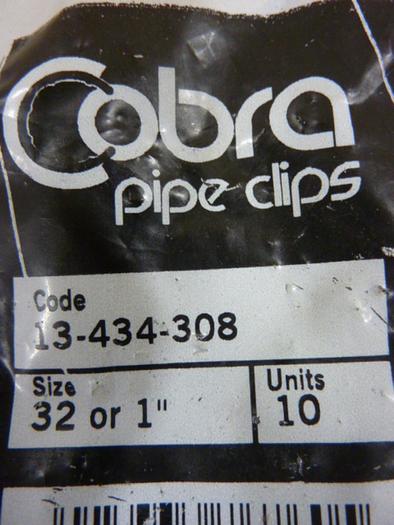 Cobra
pipe clips
Code
13-434-308
Size
32 or 1"
Units
10